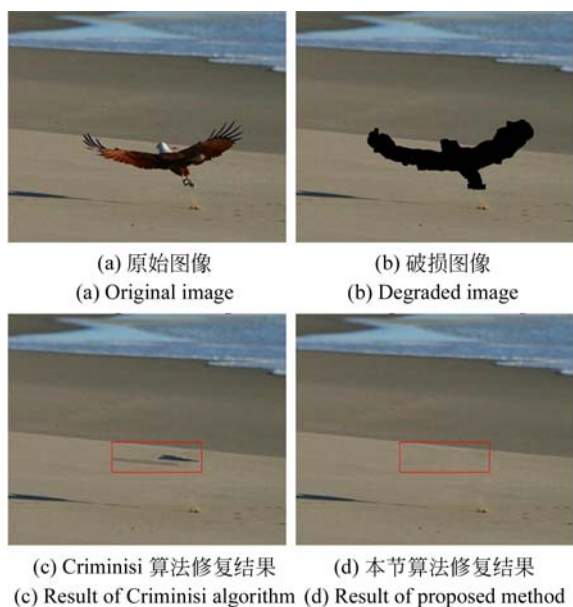 (a) 原始图像
(b) 破损图像
(a) Original image
(b) Degraded image
(c) Criminisi 算法修复结果
(d) 本节算法修复结果
(c) Result of Criminisi algorithm
(d) Result of proposed method